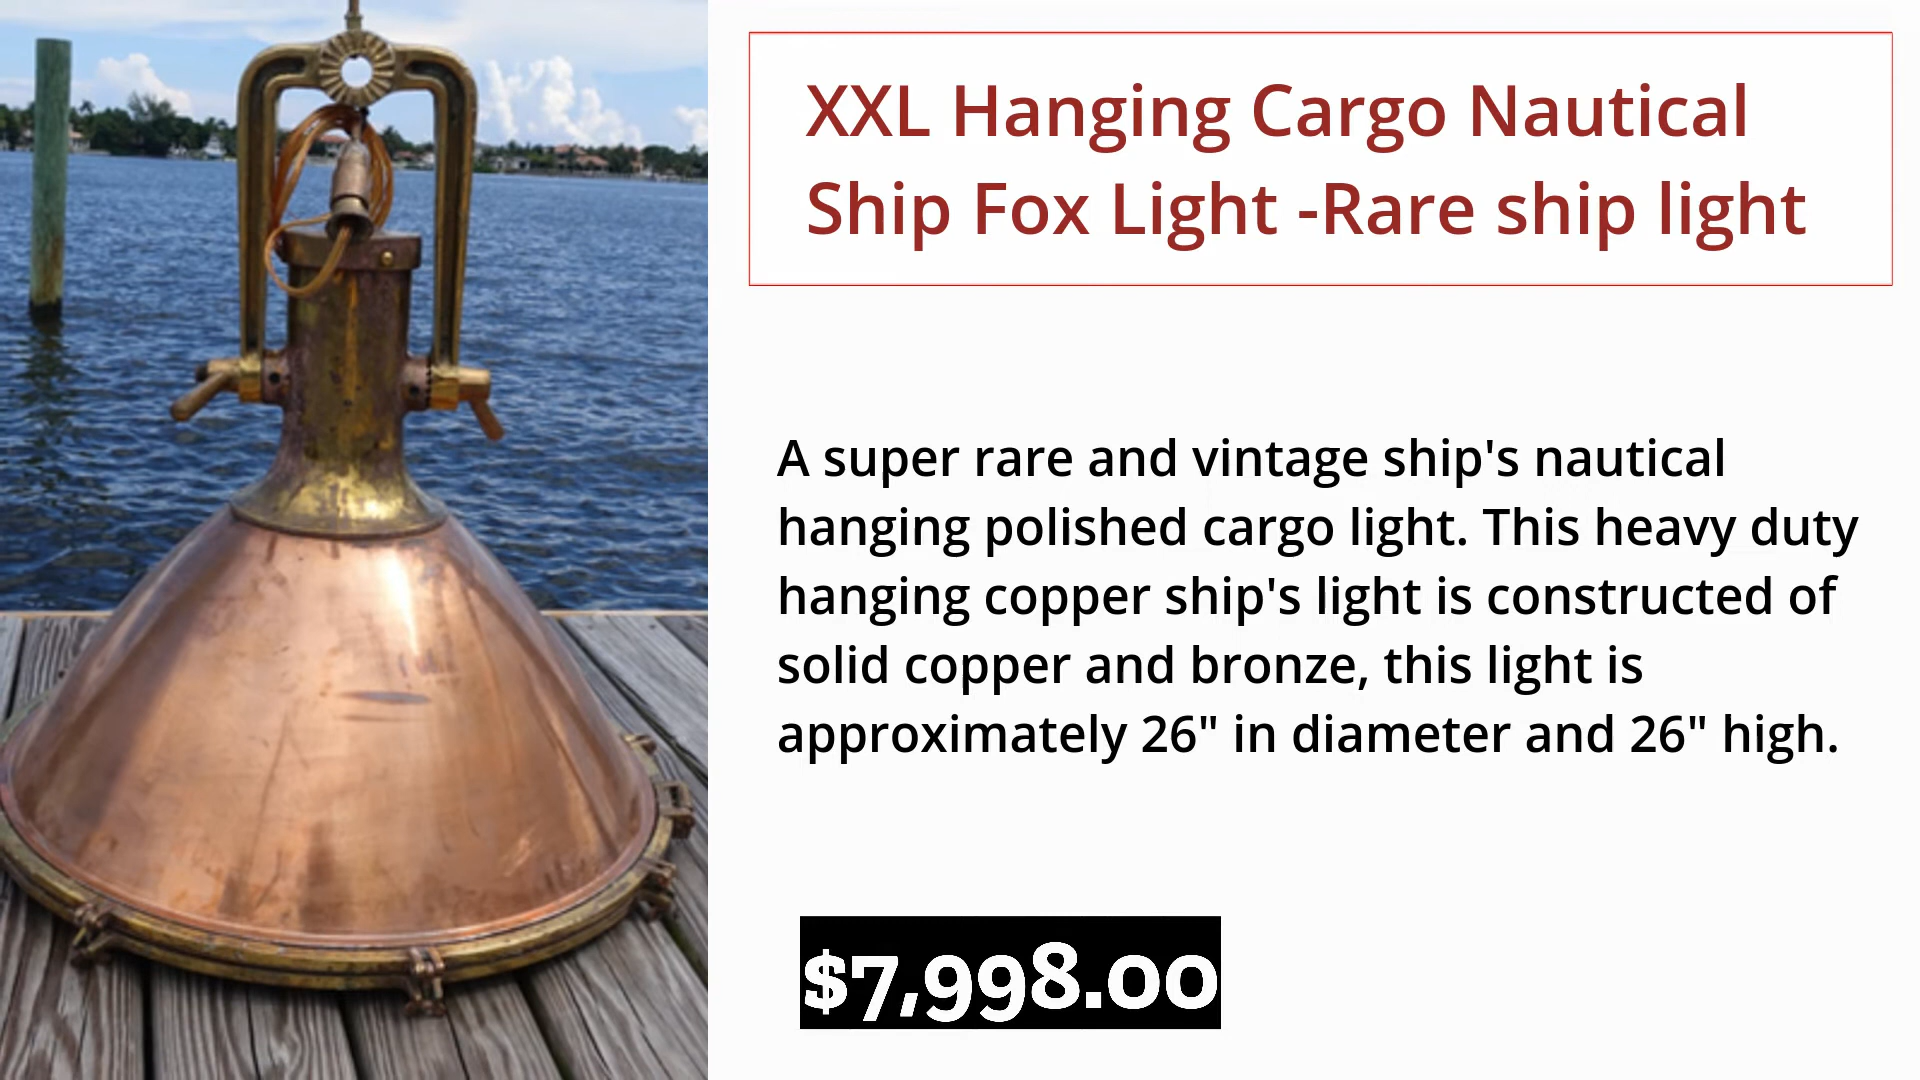 XXL Hanging Cargo Nautical
Ship Fox Light -Rare ship light
A super rare and vintage ship's nautical
hanging polished cargo light. This heavy duty
hanging copper ship's light is constructed of
solid copper and bronze, this light is
approximately 26" in diameter and 26" high.
$7,998.00